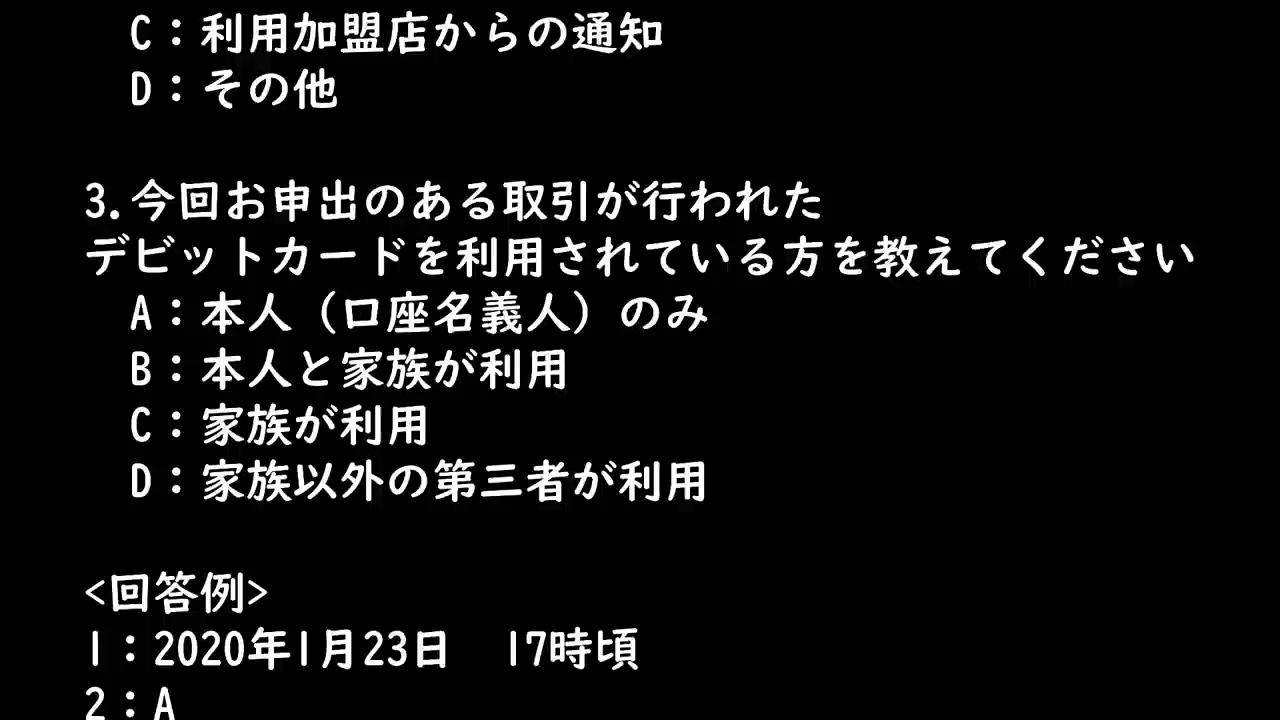 C：利用加盟店からの通知
D：その他
3.今回お申出のある取引が行われた
デビットカードを利用されている方を教えてください
A：本人（口座名義人）のみ
B：本人と家族が利用
C：家族が利用
D：家族以外の第三者が利用
<回答例>
1：2020年1月23日　17時頃
2：A